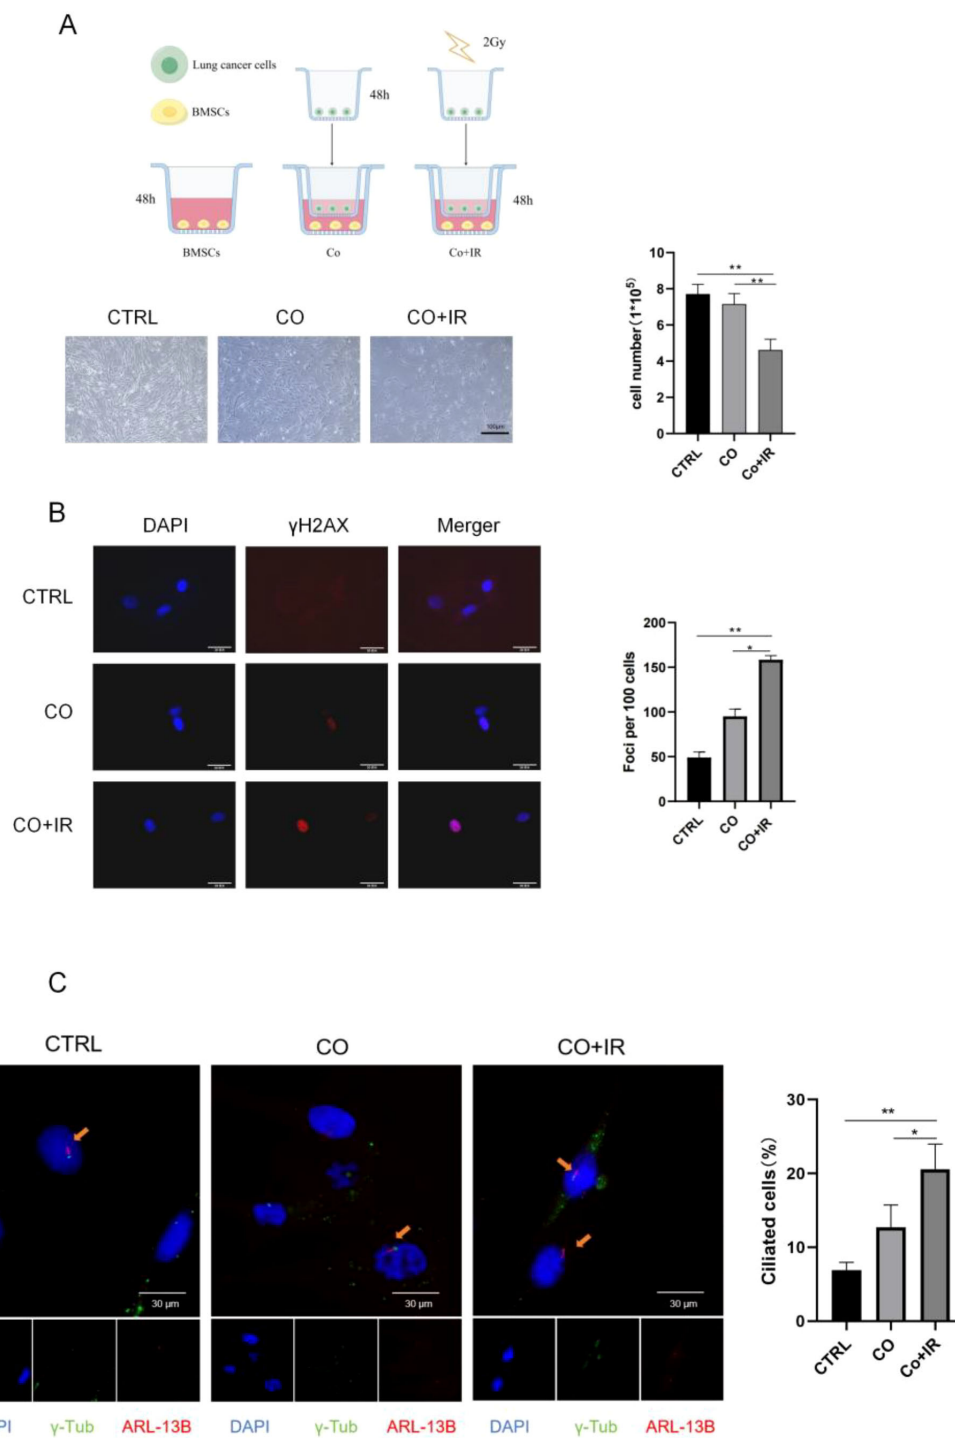 A
2Gy
Lung cancer cells
48h
BMSCs
48h
48h
BMSCs
Co
Co+IR
CTRL
CO
CO+IR
100μm
cell number(1*10⁵)
10
8
6
4
2
0
**
**
CTRL
CO
Co+IR
B
DAPI
γH2AX
Merger
CTRL
CO
CO+IR
Foci per 100 cells
200
150
100
50
0
**
*
CTRL
CO
CO+IR
C
CTRL
CO
CO+IR
30 μm
30 μm
30 μm
PI
γ-Tub
ARL-13B
DAPI
γ-Tub
ARL-13B
DAPI
γ-Tub
ARL-13B
Ciliated cells(%)
30
20
10
0
**
*
CTRL
CO
Co+IR